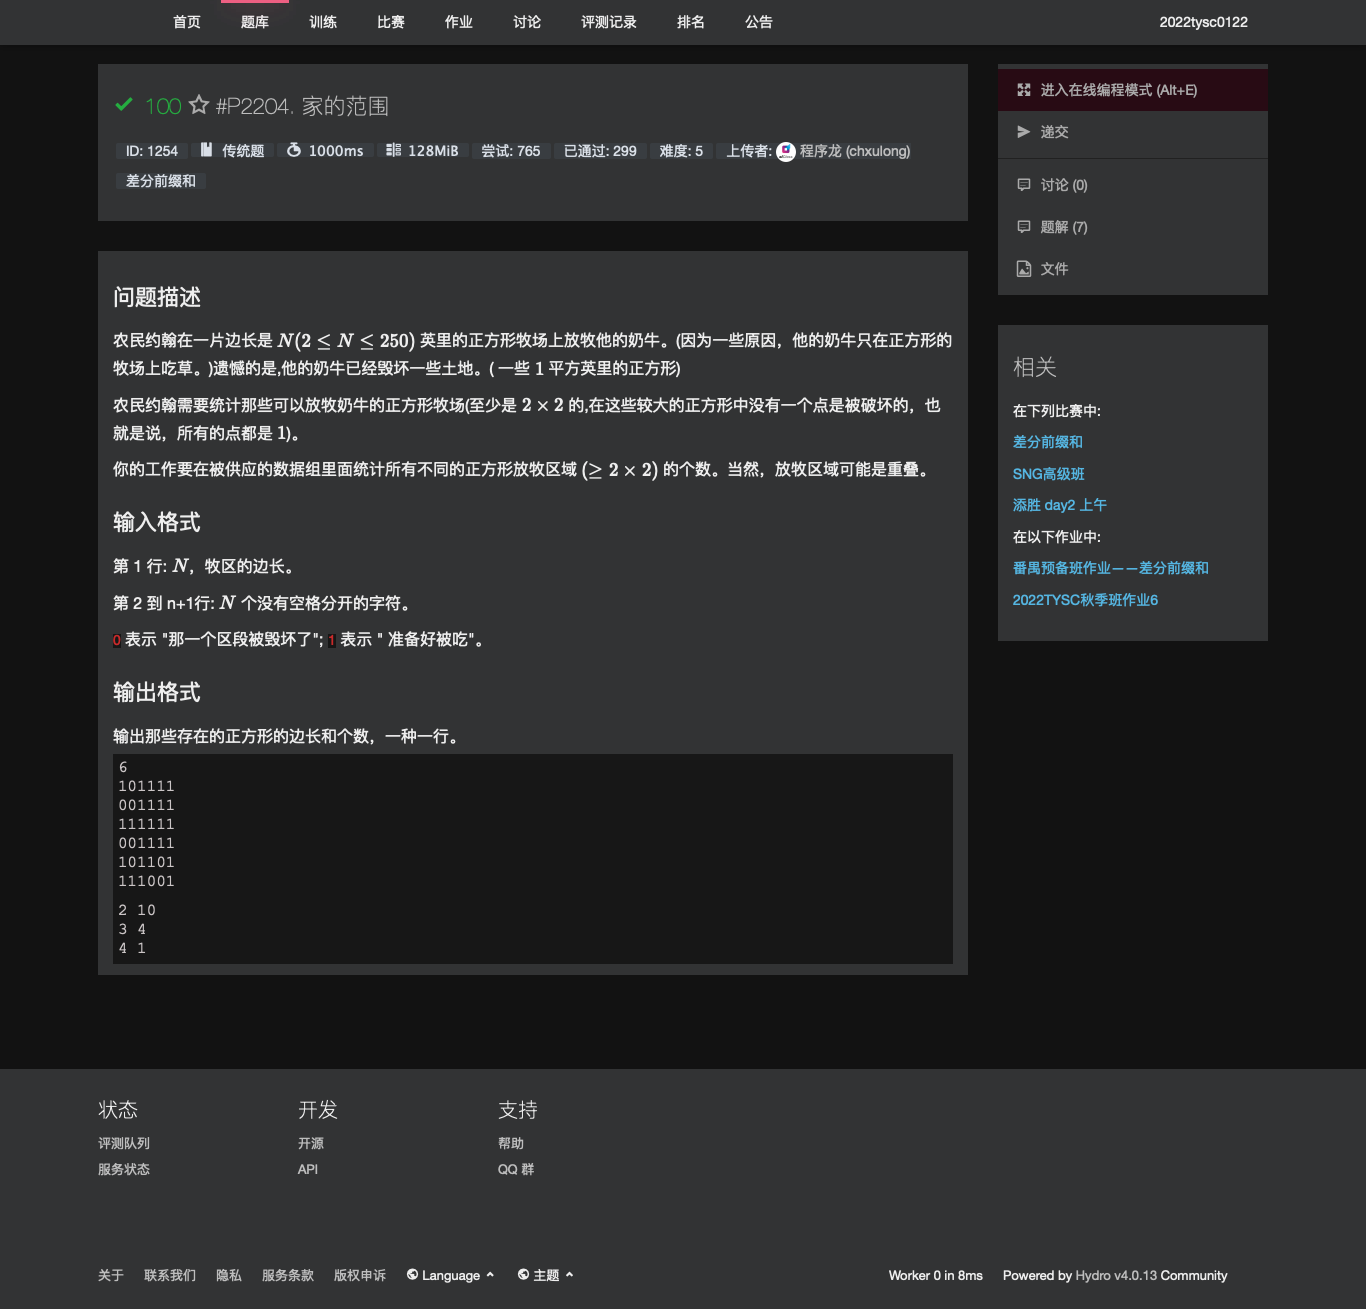 首页 题库 训练 比赛 作业 讨论 评测记录 排名 公告 2022tysc0122
100 #P2204. 家的范围
ID: 1254 传统题 1000ms 128MiB 尝试: 765 已通过: 299 难度: 5 上传者: 程序龙 (chxulong)
差分前缀和
进入在线编程模式 (Alt+E)
递交
讨论 (0)
题解 (7)
文件
问题描述
农民约翰在一片边长是 N(2 ≤ N ≤ 250) 英里的正方形牧场上放牧他的奶牛。(因为一些原因，他的奶牛只在正方形的
牧场上吃草。)遗憾的是,他的奶牛已经毁坏一些土地。( 一些 1 平方英里的正方形)
农民约翰需要统计那些可以放牧奶牛的正方形牧场(至少是 2 × 2 的,在这些较大的正方形中没有一个点是被破坏的，也
就是说，所有的点都是 1)。
你的工作要在被供应的数据组里面统计所有不同的正方形放牧区域 (≥ 2 × 2) 的个数。当然，放牧区域可能是重叠。
输入格式
第 1 行: N，牧区的边长。
第 2 到 n+1行: N 个没有空格分开的字符。
0 表示 "那一个区段被毁坏了"; 1 表示 " 准备好被吃"。
输出格式
输出那些存在的正方形的边长和个数，一种一行。
6
101111
001111
111111
001111
101101
111001
2 10
3 4
4 1
相关
在下列比赛中:
差分前缀和
SNG高级班
添胜 day2 上午
在以下作业中:
番禺预备班作业——差分前缀和
2022TYSC秋季班作业6
状态 开发 支持
评测队列 开源 帮助
服务状态 API QQ 群
关于 联系我们 隐私 服务条款 版权申诉 Language 主题 Worker 0 in 8ms Powered by Hydro v4.0.13 Community